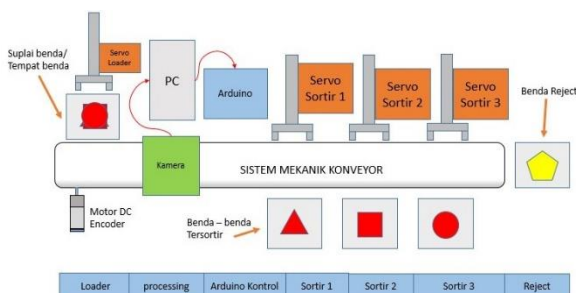 Suplai benda/
Tempat benda
Servo
Loader
PC
Arduino
Servo
Sortir 1
Servo
Sortir 2
Servo
Sortir 3
Benda Reject
Kamera
SISTEM MEKANIK KONVEYOR
Motor DC
Encoder
Benda – benda
Tersortir
Loader processing Arduino Kontrol Sortir 1 Sortir 2 Sortir 3 Reject